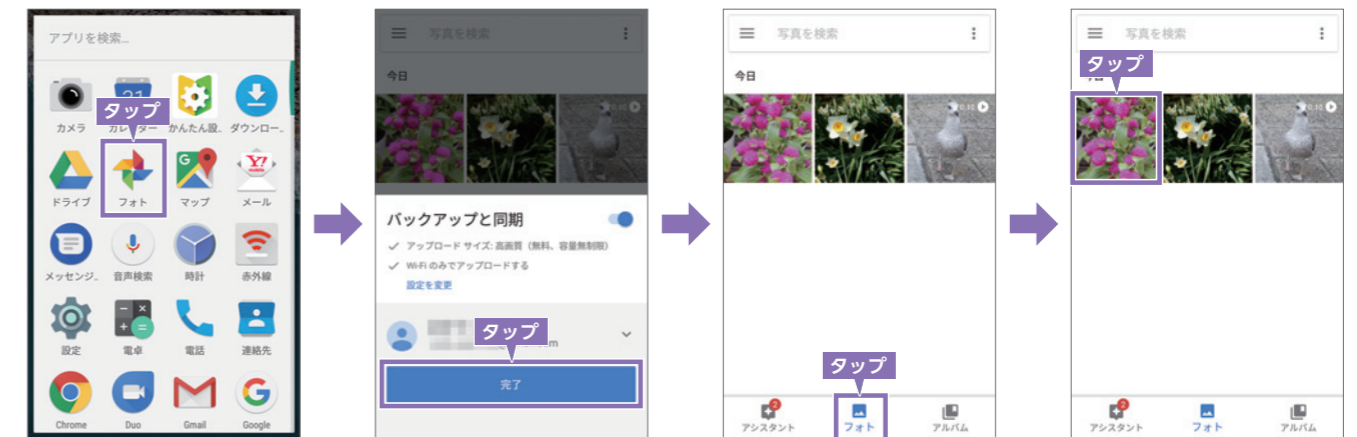 アプリを検索...
21
タップ
カメラ
カレンダー
かんたん設..
ダウンロー..
G
Y!
ドライブ
フォト
マップ
メール
メッセンジ..
音声検索
時計
赤外線
設定
電卓
電話
連絡先
G
Chrome
Duo
Gmail
Google
写真を検索
今日
バックアップと同期
アップロード サイズ: 高画質（無料、容量無制限）
Wi-Fi のみでアップロードする
設定を変更
タップ
完了
写真を検索
今日
0:10
タップ
2
アシスタント
フォト
アルバム
写真を検索
タップ
0:10
2
アシスタント
フォト
アルバム